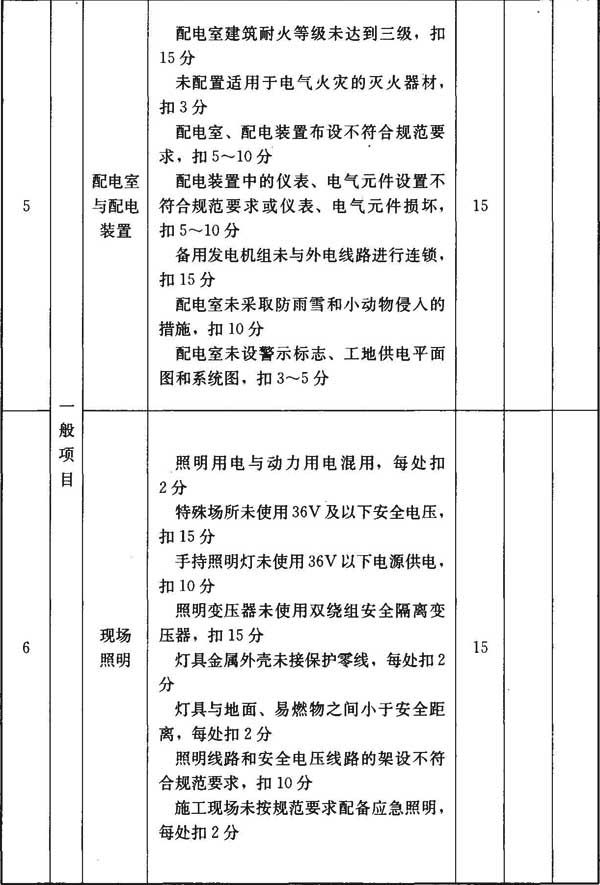 5
一般项目
配电室
与配电
装置
配电室建筑耐火等级未达到三级，扣
15分
未配置适用于电气火灾的灭火器材，
扣3分
配电室、配电装置布设不符合规范要
求，扣5～10分
配电装置中的仪表、电气元件设置不
符合规范要求或仪表、电气元件损坏，
扣5～10分
备用发电机组未与外电线路进行连锁，
扣15分
配电室未采取防雨雪和小动物侵入的
措施，扣10分
配电室未设警示标志、工地供电平面
图和系统图，扣3～5分
15
6
现场
照明
照明用电与动力用电混用，每处扣
2分
特殊场所未使用36V及以下安全电压，
扣15分
手持照明灯未使用36V以下电源供电，
扣10分
照明变压器未使用双绕组安全隔离变
压器，扣15分
灯具金属外壳未接保护零线，每处扣2
分
灯具与地面、易燃物之间小于安全距
离，每处扣2分
照明线路和安全电压线路的架设不符
合规范要求，扣10分
施工现场未按规范要求配备应急照明，
每处扣2分
15